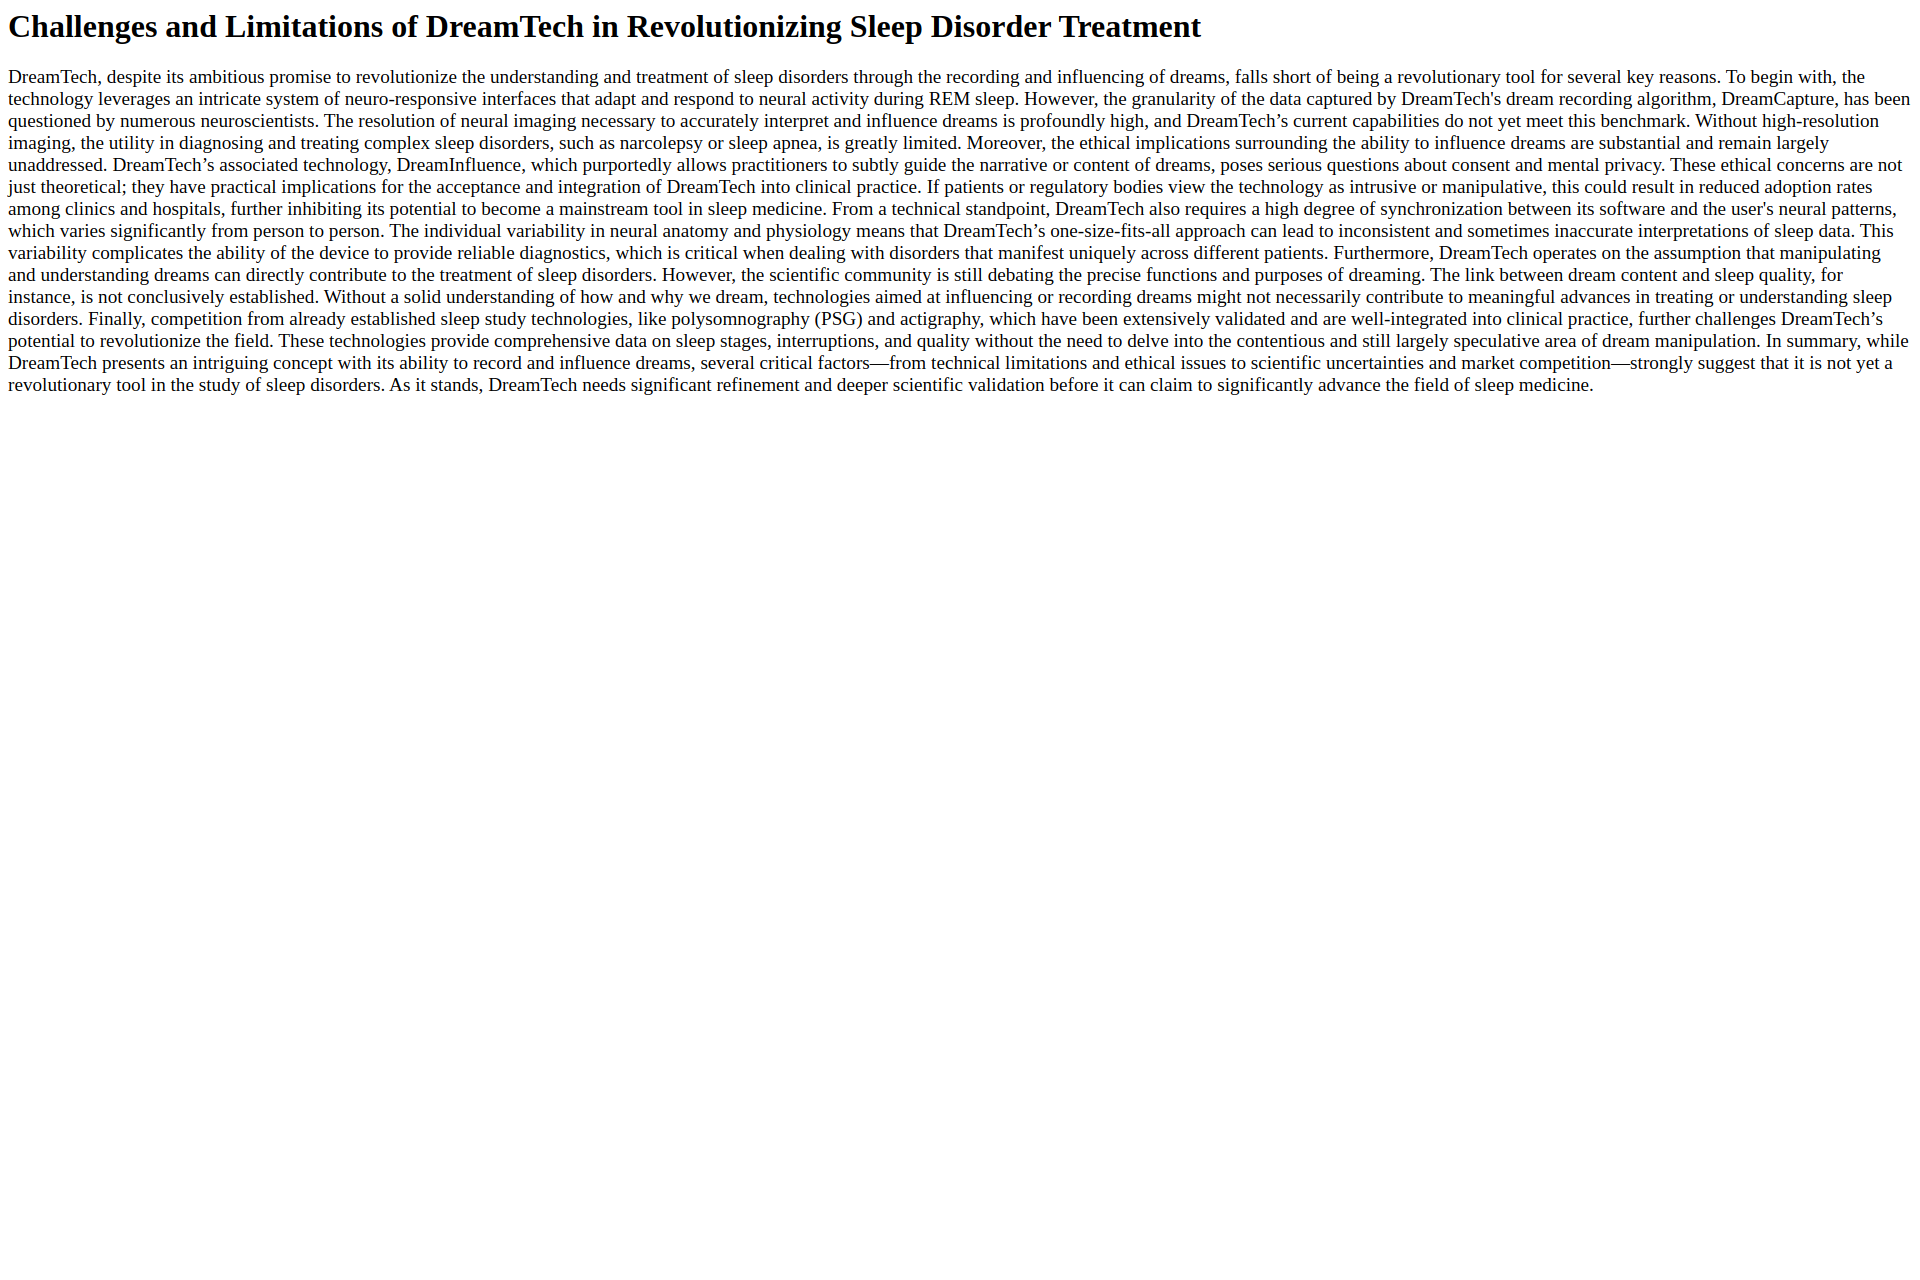 Challenges and Limitations of DreamTech in Revolutionizing Sleep Disorder Treatment
DreamTech, despite its ambitious promise to revolutionize the understanding and treatment of sleep disorders through the recording and influencing of dreams, falls short of being a revolutionary tool for several key reasons. To begin with, the
technology leverages an intricate system of neuro-responsive interfaces that adapt and respond to neural activity during REM sleep. However, the granularity of the data captured by DreamTech's dream recording algorithm, DreamCapture, has been
questioned by numerous neuroscientists. The resolution of neural imaging necessary to accurately interpret and influence dreams is profoundly high, and DreamTech’s current capabilities do not yet meet this benchmark. Without high-resolution
imaging, the utility in diagnosing and treating complex sleep disorders, such as narcolepsy or sleep apnea, is greatly limited. Moreover, the ethical implications surrounding the ability to influence dreams are substantial and remain largely
unaddressed. DreamTech’s associated technology, DreamInfluence, which purportedly allows practitioners to subtly guide the narrative or content of dreams, poses serious questions about consent and mental privacy. These ethical concerns are not
just theoretical; they have practical implications for the acceptance and integration of DreamTech into clinical practice. If patients or regulatory bodies view the technology as intrusive or manipulative, this could result in reduced adoption rates
among clinics and hospitals, further inhibiting its potential to become a mainstream tool in sleep medicine. From a technical standpoint, DreamTech also requires a high degree of synchronization between its software and the user's neural patterns,
which varies significantly from person to person. The individual variability in neural anatomy and physiology means that DreamTech’s one-size-fits-all approach can lead to inconsistent and sometimes inaccurate interpretations of sleep data. This
variability complicates the ability of the device to provide reliable diagnostics, which is critical when dealing with disorders that manifest uniquely across different patients. Furthermore, DreamTech operates on the assumption that manipulating
and understanding dreams can directly contribute to the treatment of sleep disorders. However, the scientific community is still debating the precise functions and purposes of dreaming. The link between dream content and sleep quality, for
instance, is not conclusively established. Without a solid understanding of how and why we dream, technologies aimed at influencing or recording dreams might not necessarily contribute to meaningful advances in treating or understanding sleep
disorders. Finally, competition from already established sleep study technologies, like polysomnography (PSG) and actigraphy, which have been extensively validated and are well-integrated into clinical practice, further challenges DreamTech’s
potential to revolutionize the field. These technologies provide comprehensive data on sleep stages, interruptions, and quality without the need to delve into the contentious and still largely speculative area of dream manipulation. In summary, while
DreamTech presents an intriguing concept with its ability to record and influence dreams, several critical factors—from technical limitations and ethical issues to scientific uncertainties and market competition—strongly suggest that it is not yet a
revolutionary tool in the study of sleep disorders. As it stands, DreamTech needs significant refinement and deeper scientific validation before it can claim to significantly advance the field of sleep medicine.